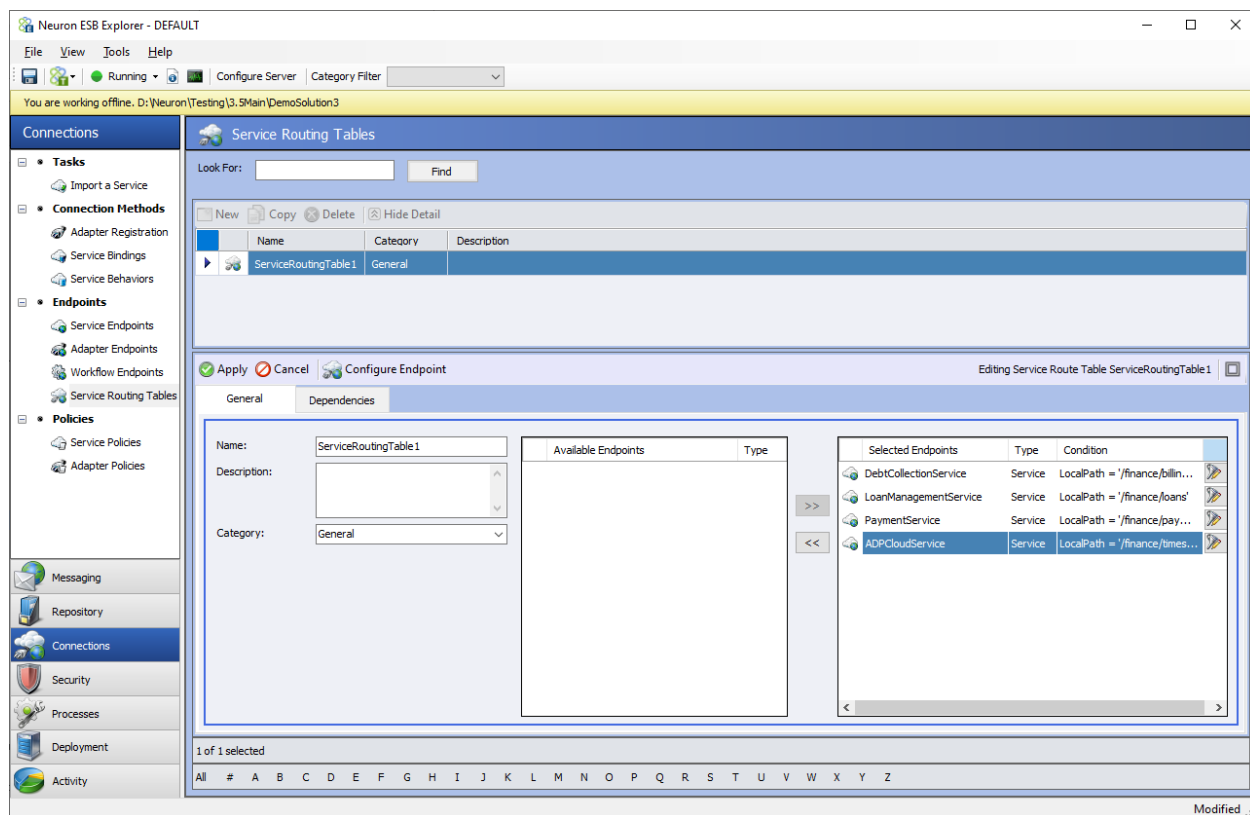 Neuron ESB Explorer - DEFAULT
File View Tools Help
Running Configure Server Category Filter
You are working offline. D:\Neuron\Testing\3.5Main\DemoSolution3
Connections
Tasks
Import a Service
Connection Methods
Adapter Registration
Service Bindings
Service Behaviors
Endpoints
Service Endpoints
Adapter Endpoints
Workflow Endpoints
Service Routing Tables
Policies
Service Policies
Adapter Policies
Messaging
Repository
Connections
Security
Processes
Deployment
Activity
Service Routing Tables
Look For: Find
New Copy Delete Hide Detail
Name Category Description
ServiceRoutingTable1 General
Apply Cancel Configure Endpoint Editing Service Route Table ServiceRoutingTable1
General Dependencies
Name: ServiceRoutingTable1
Description:
Category: General
Available Endpoints Type
>>
<<
Selected Endpoints Type Condition
DebtCollectionService Service LocalPath = '/finance/billin...
LoanManagementService Service LocalPath = '/finance/loans'
PaymentService Service LocalPath = '/finance/pay...
ADPCloudService Service LocalPath = '/finance/times...
1 of 1 selected
All # A B C D E F G H I J K L M N O P Q R S T U V W X Y Z
Modified